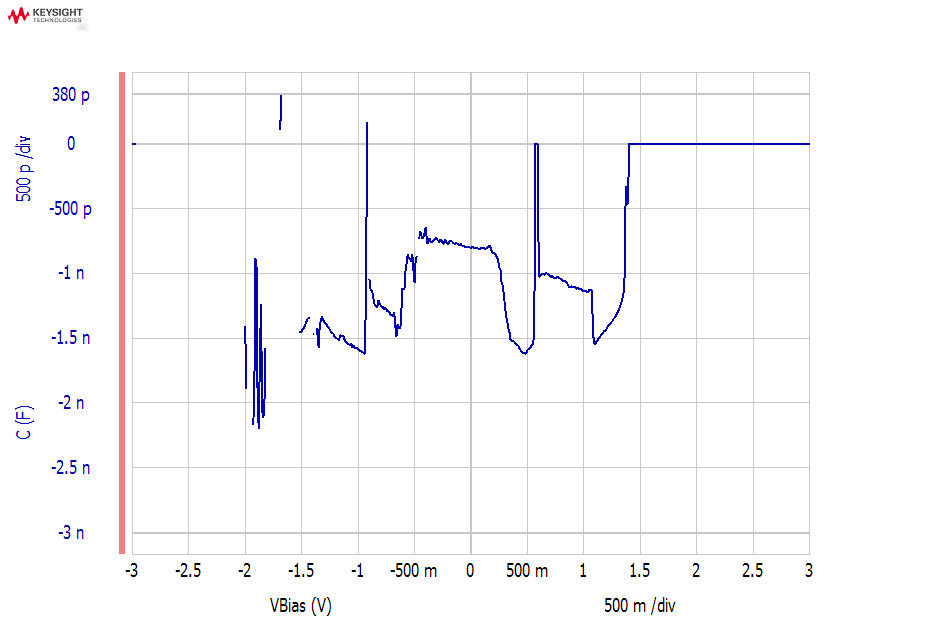 KEYSIGHT
TECHNOLOGIES
380 p
0
500 p /div
-500 p
-1 n
-1.5 n
-2 n
C (F)
-2.5 n
-3 n
-3 -2.5 -2 -1.5 -1 -500 m 0 500 m 1 1.5 2 2.5 3
VBias (V) 500 m /div